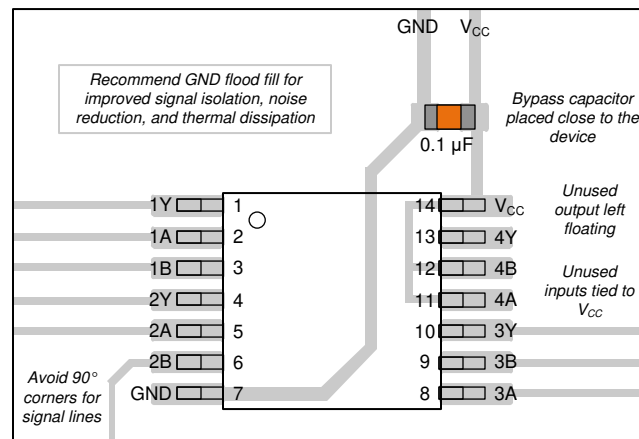 GND V_CC
Recommend GND flood fill for
improved signal isolation, noise
reduction, and thermal dissipation
Bypass capacitor
placed close to the
device
0.1 µF
1Y 1 14 V_CC
1A 2 13 4Y
1B 3 12 4B
2Y 4 11 4A
2A 5 10 3Y
2B 6 9 3B
GND 7 8 3A
Unused
output left
floating
Unused
inputs tied to
V_CC
Avoid 90°
corners for
signal lines